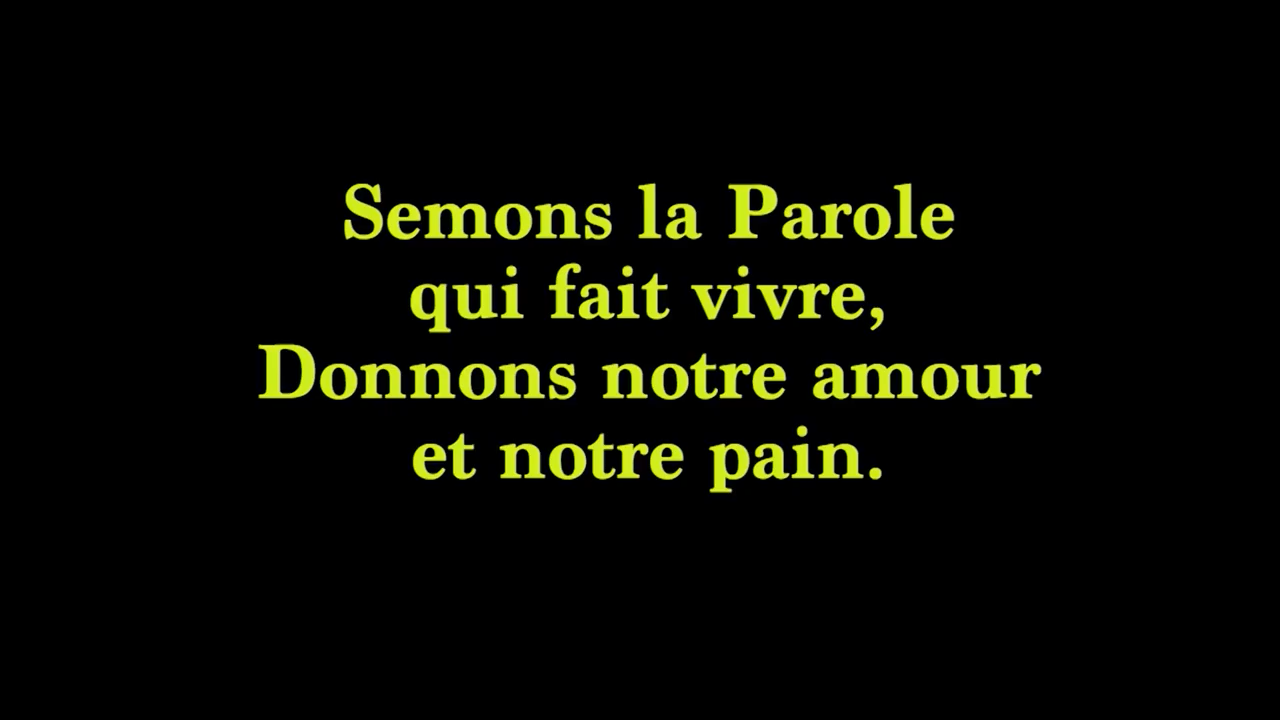 Semons la Parole
qui fait vivre,
Donnons notre amour
et notre pain.